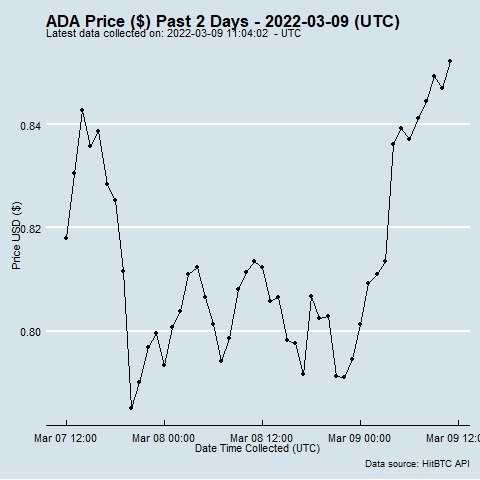 ADA Price ($) Past 2 Days - 2022-03-09 (UTC)
Latest data collected on: 2022-03-09 11:04:02 - UTC
0.84
0.82
0.80
Price USD ($)
Mar 07 12:00 Mar 08 00:00 Mar 08 12:00 Mar 09 00:00 Mar 09 12:00
Date Time Collected (UTC)
Data source: HitBTC API